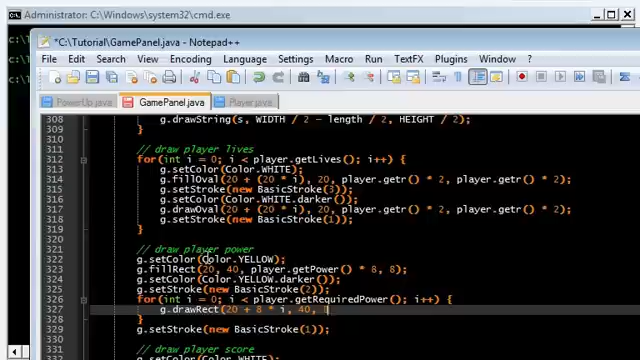 Administrator: C:\Windows\system32\cmd.exe
*C:\Tutorial\GamePanel.java - Notepad++
File Edit Search View Encoding Language Settings Macro Run TextFX Plugins Window ?
PowerUp.java GamePanel.java Player.java
308 g.drawString(s, WIDTH / 2 - length / 2, HEIGHT / 2);
309 }
310
311 // draw player lives
312 for(int i = 0; i < player.getLives(); i++) {
313 g.setColor(Color.WHITE);
314 g.fillOval(20 + (20 * i), 20, player.getr() * 2, player.getr() * 2);
315 g.setStroke(new BasicStroke(3));
316 g.setColor(Color.WHITE.darker());
317 g.drawOval(20 + (20 * i), 20, player.getr() * 2, player.getr() * 2);
318 g.setStroke(new BasicStroke(1));
319 }
320
321 // draw player power
322 g.setColor(Color.YELLOW);
323 g.fillRect(20, 40, player.getPower() * 8, 8);
324 g.setColor(Color.YELLOW.darker());
325 g.setStroke(new BasicStroke(2));
326 for(int i = 0; i < player.getRequiredPower(); i++) {
327 g.drawRect(20 + 8 * i, 40,
328 }
329 g.setStroke(new BasicStroke(1));
330
331 // draw player score
332 g.setColor(Color.WHITE);